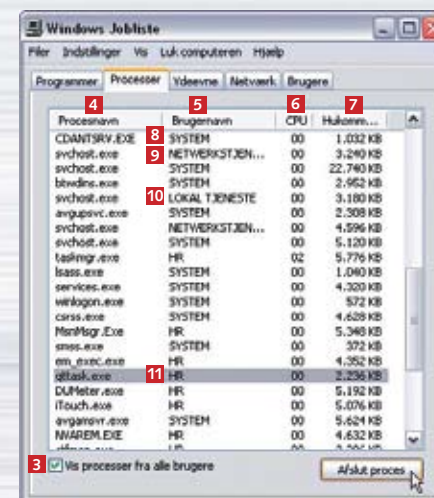 Windows Jobliste
Filer Indstillinger Vis Luk computeren Hjælp
Programmer Processer Ydeevne Netværk Brugere
4 5 6 7
Procesnavn Brugernavn CPU Hukomm...
CDANTSRV.EXE 8 SYSTEM 00 1.032 KB
svchost.exe 9 NETVÆRKSTJEN... 00 3.240 KB
svchost.exe SYSTEM 00 22.740 KB
btwdins.exe SYSTEM 00 2.952 KB
svchost.exe 10 LOKAL TJENESTE 00 3.180 KB
avgupsvc.exe SYSTEM 00 2.308 KB
svchost.exe NETVÆRKSTJEN... 00 4.596 KB
svchost.exe SYSTEM 00 5.120 KB
taskmgr.exe HR 02 5.776 KB
lsass.exe SYSTEM 00 1.040 KB
services.exe SYSTEM 00 4.320 KB
winlogon.exe SYSTEM 00 572 KB
csrss.exe SYSTEM 00 4.628 KB
MsnMsgr.Exe HR 00 5.348 KB
smss.exe SYSTEM 00 372 KB
em_exec.exe HR 00 4.352 KB
qttask.exe 11 HR 00 2.236 KB
DUMeter.exe HR 00 5.192 KB
iTouch.exe HR 00 5.076 KB
avgamsvr.exe SYSTEM 00 5.624 KB
NVAREM.EXE HR 00 4.632 KB
3 Vis processer fra alle brugere Afslut proces